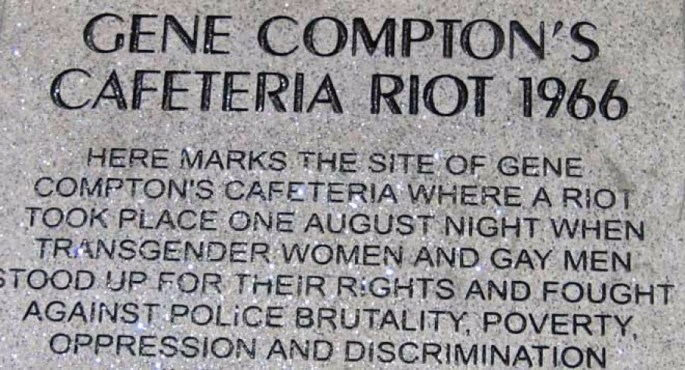 GENE COMPTON'S
CAFETERIA RIOT 1966
HERE MARKS THE SITE OF GENE
COMPTON'S CAFETERIA WHERE A RIOT
TOOK PLACE ONE AUGUST NIGHT WHEN
TRANSGENDER WOMEN AND GAY MEN
STOOD UP FOR THEIR RIGHTS AND FOUGHT
AGAINST POLICE BRUTALITY, POVERTY,
OPPRESSION AND DISCRIMINATION